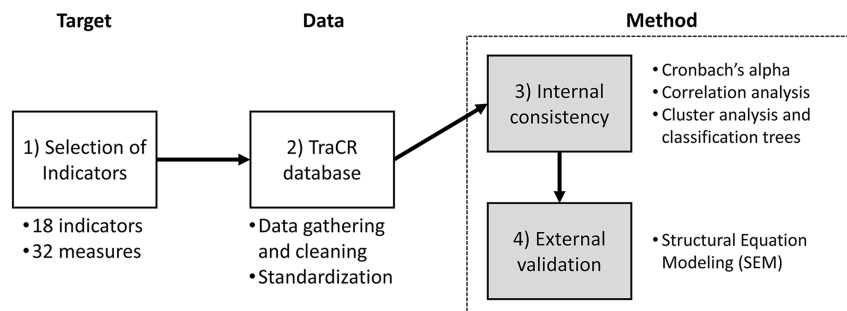 Target
Data
Method
1) Selection of
Indicators
•18 indicators
•32 measures
2) TraCR
database
•Data gathering
and cleaning
•Standardization
3) Internal
consistency
•Cronbach’s alpha
•Correlation analysis
•Cluster analysis and
classification trees
4) External
validation
•Structural Equation
Modeling (SEM)